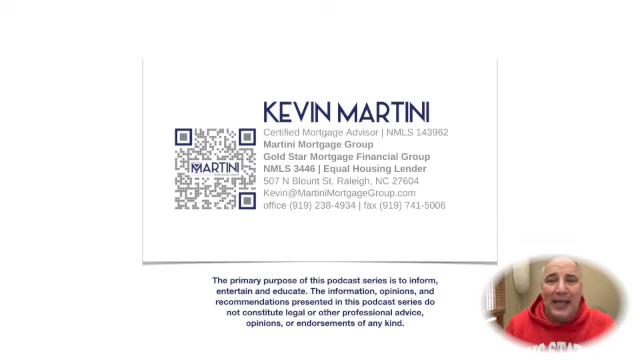 KEVIN MARTINI
Certified Mortgage Advisor | NMLS 143962
Martini Mortgage Group
Gold Star Mortgage Financial Group
NMLS 3446 | Equal Housing Lender
507 N Blount St, Raleigh, NC 27604
Kevin@MartiniMortgageGroup.com
office (919) 238-4934 | fax (919) 741-5006
MARTINI
The primary purpose of this podcast series is to inform,
entertain and educate. The information, opinions, and
recommendations presented in this podcast series do
not constitute legal or other professional advice,
opinions, or endorsements of any kind.